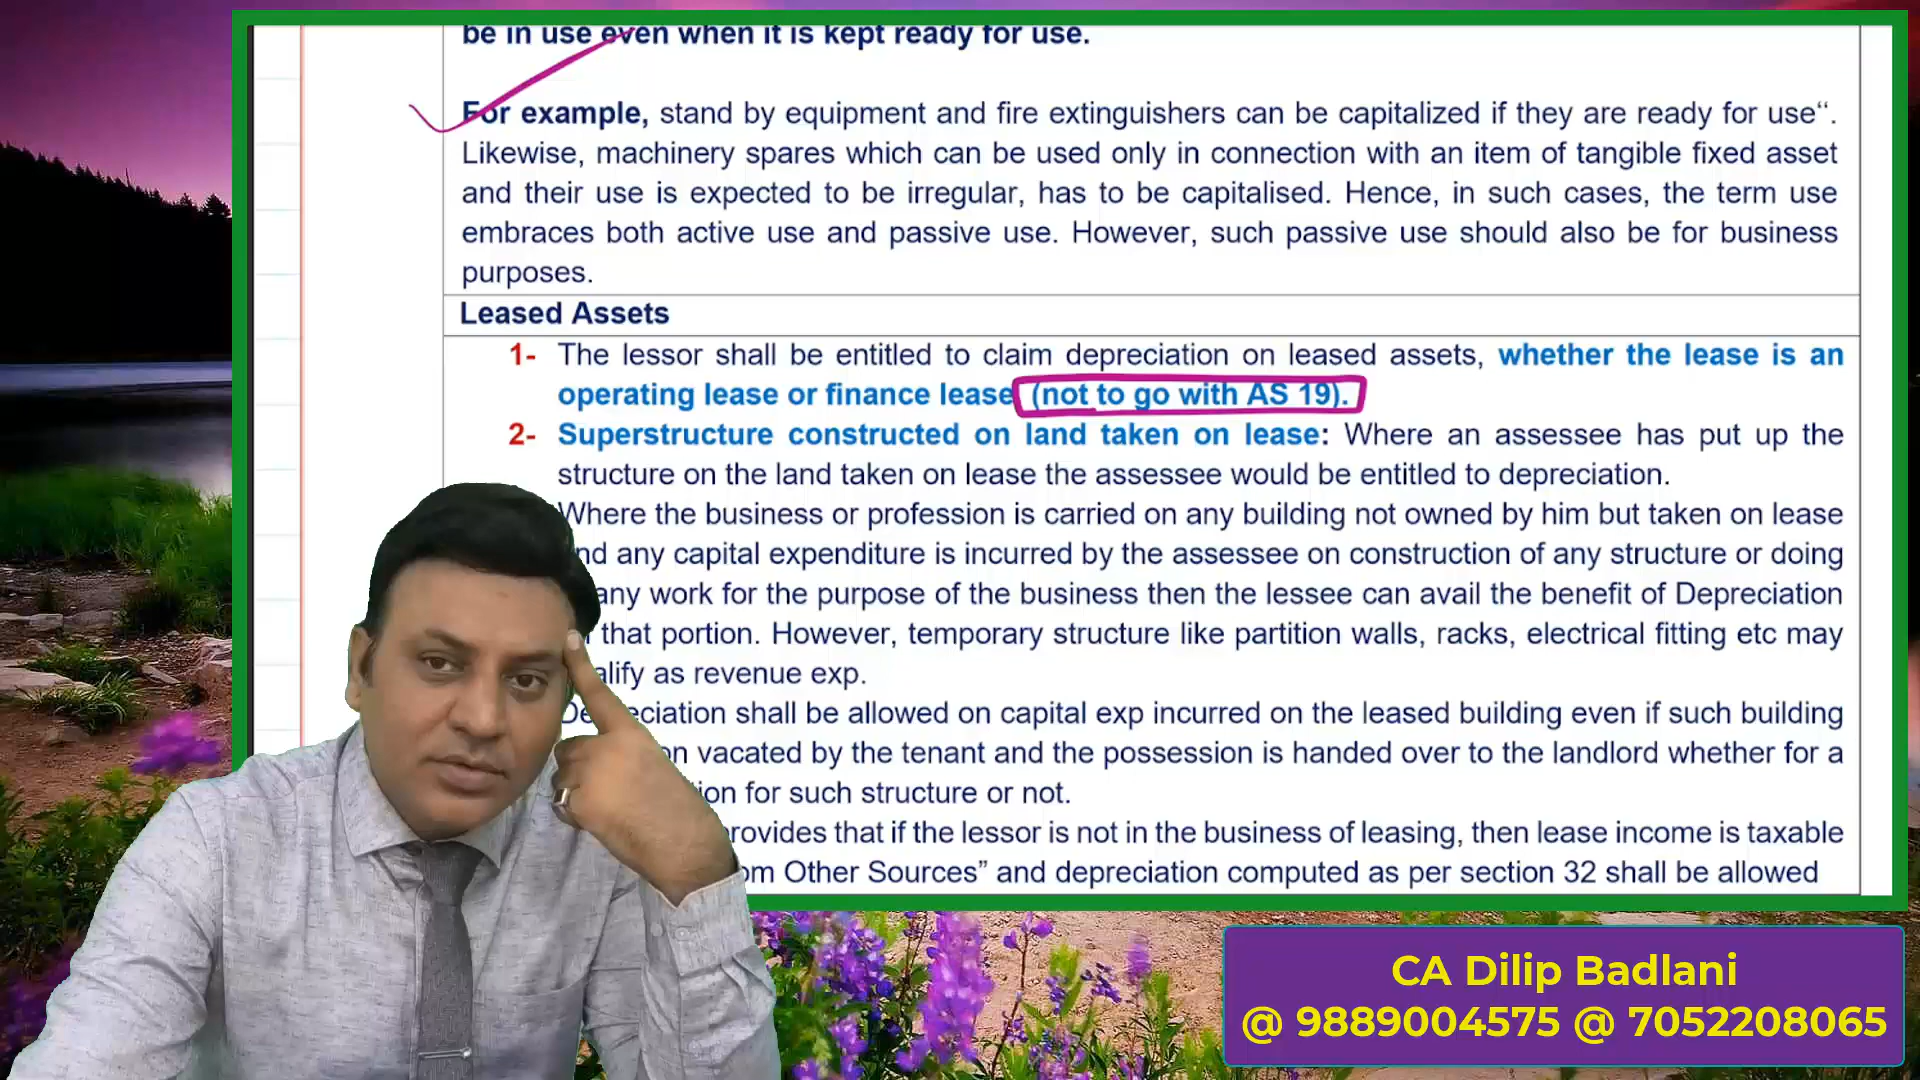 be in use even when it is kept ready for use.
For example, stand by equipment and fire extinguishers can be capitalized if they are ready for use“.
Likewise, machinery spares which can be used only in connection with an item of tangible fixed asset
and their use is expected to be irregular, has to be capitalised. Hence, in such cases, the term use
embraces both active use and passive use. However, such passive use should also be for business
purposes.
Leased Assets
1- The lessor shall be entitled to claim depreciation on leased assets, whether the lease is an
operating lease or finance lease (not to go with AS 19).
2- Superstructure constructed on land taken on lease: Where an assessee has put up the
structure on the land taken on lease the assessee would be entitled to depreciation.
Where the business or profession is carried on any building not owned by him but taken on lease
any capital expenditure is incurred by the assessee on construction of any structure or doing
any work for the purpose of the business then the lessee can avail the benefit of Depreciation
that portion. However, temporary structure like partition walls, racks, electrical fitting etc may
as revenue exp.
shall be allowed on capital exp incurred on the leased building even if such building
vacated by the tenant and the possession is handed over to the landlord whether for a
for such structure or not.
provides that if the lessor is not in the business of leasing, then lease income is taxable
Other Sources” and depreciation computed as per section 32 shall be allowed
CA Dilip Badlani
@ 9889004575 @ 7052208065